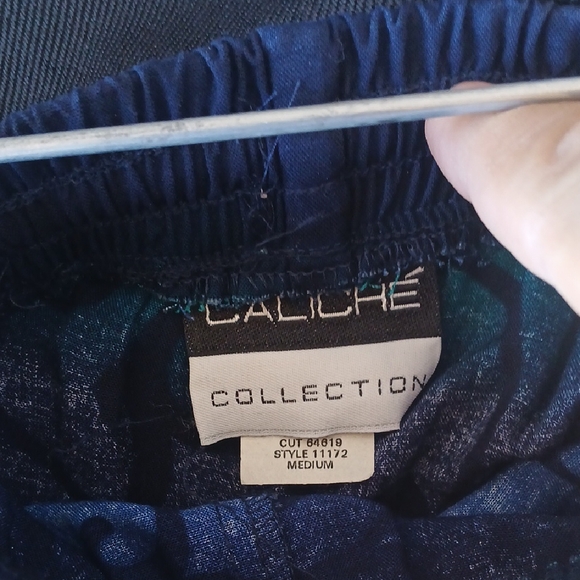 CALICHÉ
COLLECTION
CUT 64619
STYLE 11172
MEDIUM